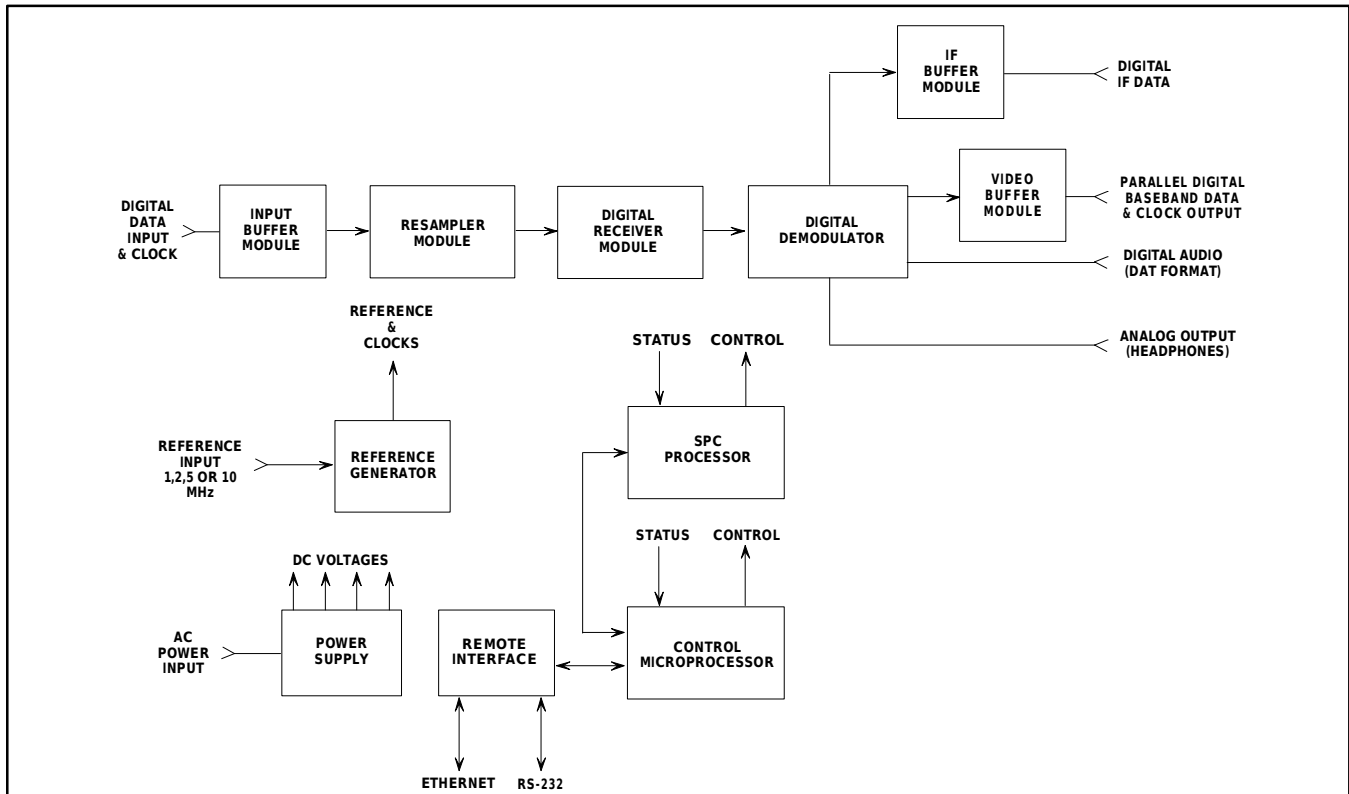 IF
BUFFER
MODULE
DIGITAL
IF DATA
DIGITAL
DATA
INPUT
& CLOCK
INPUT
BUFFER
MODULE
RESAMPLER
MODULE
DIGITAL
RECEIVER
MODULE
DIGITAL
DEMODULATOR
VIDEO
BUFFER
MODULE
PARALLEL DIGITAL
BASEBAND DATA
& CLOCK OUTPUT
DIGITAL AUDIO
(DAT FORMAT)
ANALOG OUTPUT
(HEADPHONES)
REFERENCE
&
CLOCKS
REFERENCE
INPUT
1,2,5 OR 10
MHz
REFERENCE
GENERATOR
STATUS
CONTROL
SPC
PROCESSOR
STATUS
CONTROL
CONTROL
MICROPROCESSOR
DC VOLTAGES
AC
POWER
INPUT
POWER
SUPPLY
REMOTE
INTERFACE
ETHERNET
RS-232